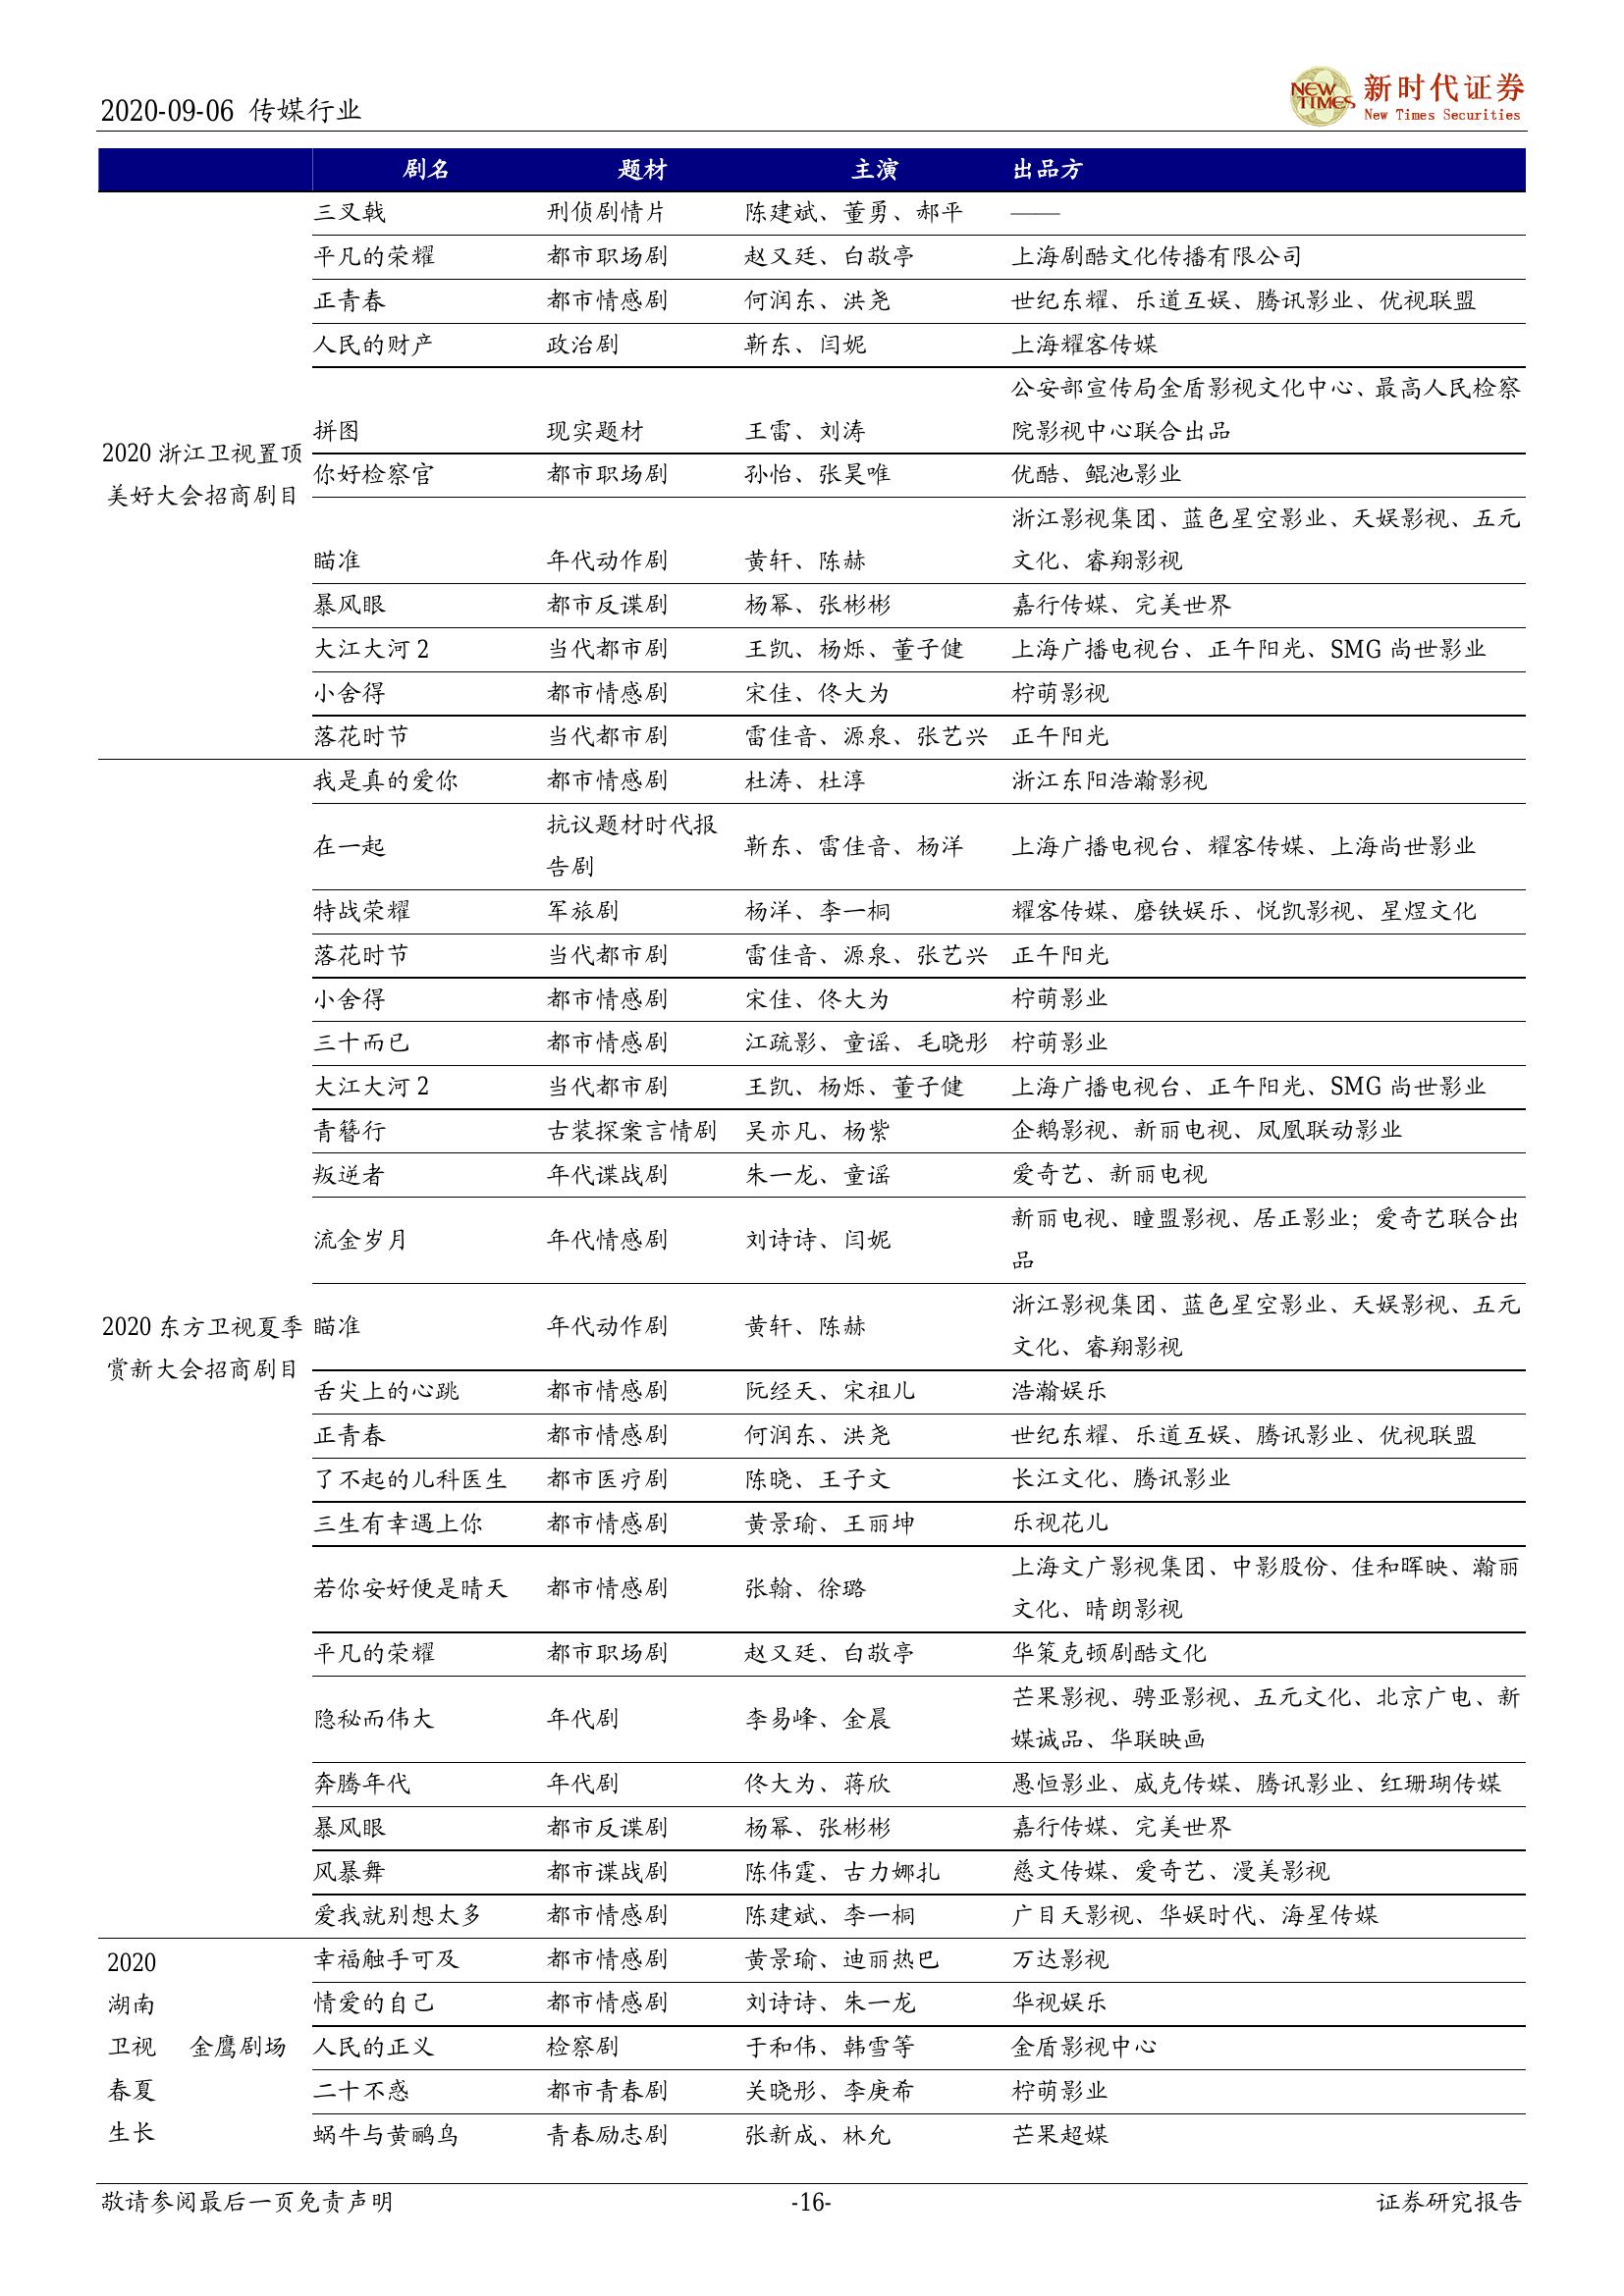 2020-09-06 传媒行业
NEW TIMES
新时代证券
New Times Securities
剧名 题材 主演 出品方
三叉戟 刑侦剧情片 陈建斌、董勇、郝平 ——
平凡的荣耀 都市职场剧 赵又廷、白敬亭 上海剧酷文化传播有限公司
正青春 都市情感剧 何润东、洪尧 世纪东耀、乐道互娱、腾讯影业、优视联盟
人民的财产 政治剧 靳东、闫妮 上海耀客传媒
公安部宣传局金盾影视文化中心、最高人民检察
拼图 现实题材 王雷、刘涛 院影视中心联合出品
2020 浙江卫视置顶
美好大会招商剧目
你好检察官 都市职场剧 孙怡、张昊唯 优酷、鲲池影业
浙江影视集团、蓝色星空影业、天娱影视、五元
瞄准 年代动作剧 黄轩、陈赫 文化、睿翔影视
暴风眼 都市反谍剧 杨幂、张彬彬 嘉行传媒、完美世界
大江大河 2 当代都市剧 王凯、杨烁、董子健 上海广播电视台、正午阳光、SMG 尚世影业
小舍得 都市情感剧 宋佳、佟大为 柠萌影视
落花时节 当代都市剧 雷佳音、源泉、张艺兴 正午阳光
我是真的爱你 都市情感剧 杜涛、杜淳 浙江东阳浩瀚影视
抗议题材时代报
在一起 靳东、雷佳音、杨洋 上海广播电视台、耀客传媒、上海尚世影业
告剧
特战荣耀 军旅剧 杨洋、李一桐 耀客传媒、磨铁娱乐、悦凯影视、星煜文化
落花时节 当代都市剧 雷佳音、源泉、张艺兴 正午阳光
小舍得 都市情感剧 宋佳、佟大为 柠萌影业
三十而已 都市情感剧 江疏影、童谣、毛晓彤 柠萌影业
大江大河 2 当代都市剧 王凯、杨烁、董子健 上海广播电视台、正午阳光、SMG 尚世影业
青簪行 古装探案言情剧 吴亦凡、杨紫 企鹅影视、新丽电视、凤凰联动影业
叛逆者 年代谍战剧 朱一龙、童谣 爱奇艺、新丽电视
新丽电视、瞳盟影视、居正影业；爱奇艺联合出
流金岁月 年代情感剧 刘诗诗、闫妮
品
浙江影视集团、蓝色星空影业、天娱影视、五元
2020 东方卫视夏季 瞄准 年代动作剧 黄轩、陈赫
文化、睿翔影视
赏新大会招商剧目
舌尖上的心跳 都市情感剧 阮经天、宋祖儿 浩瀚娱乐
正青春 都市情感剧 何润东、洪尧 世纪东耀、乐道互娱、腾讯影业、优视联盟
了不起的儿科医生 都市医疗剧 陈晓、王子文 长江文化、腾讯影业
三生有幸遇上你 都市情感剧 黄景瑜、王丽坤 乐视花儿
上海文广影视集团、中影股份、佳和晖映、瀚丽
若你安好便是晴天 都市情感剧 张翰、徐璐
文化、晴朗影视
平凡的荣耀 都市职场剧 赵又廷、白敬亭 华策克顿剧酷文化
芒果影视、骋亚影视、五元文化、北京广电、新
隐秘而伟大 年代剧 李易峰、金晨
媒诚品、华联映画
奔腾年代 年代剧 佟大为、蒋欣 愚恒影业、威克传媒、腾讯影业、红珊瑚传媒
暴风眼 都市反谍剧 杨幂、张彬彬 嘉行传媒、完美世界
风暴舞 都市谍战剧 陈伟霆、古力娜扎 慈文传媒、爱奇艺、漫美影视
爱我就别想太多 都市情感剧 陈建斌、李一桐 广目天影视、华娱时代、海星传媒
2020 幸福触手可及 都市情感剧 黄景瑜、迪丽热巴 万达影视
湖南 情爱的自己 都市情感剧 刘诗诗、朱一龙 华视娱乐
卫视 金鹰剧场 人民的正义 检察剧 于和伟、韩雪等 金盾影视中心
春夏 二十不惑 都市青春剧 关晓彤、李庚希 柠萌影业
生长 蜗牛与黄鹂鸟 青春励志剧 张新成、林允 芒果超媒
敬请参阅最后一页免责声明 -16- 证券研究报告